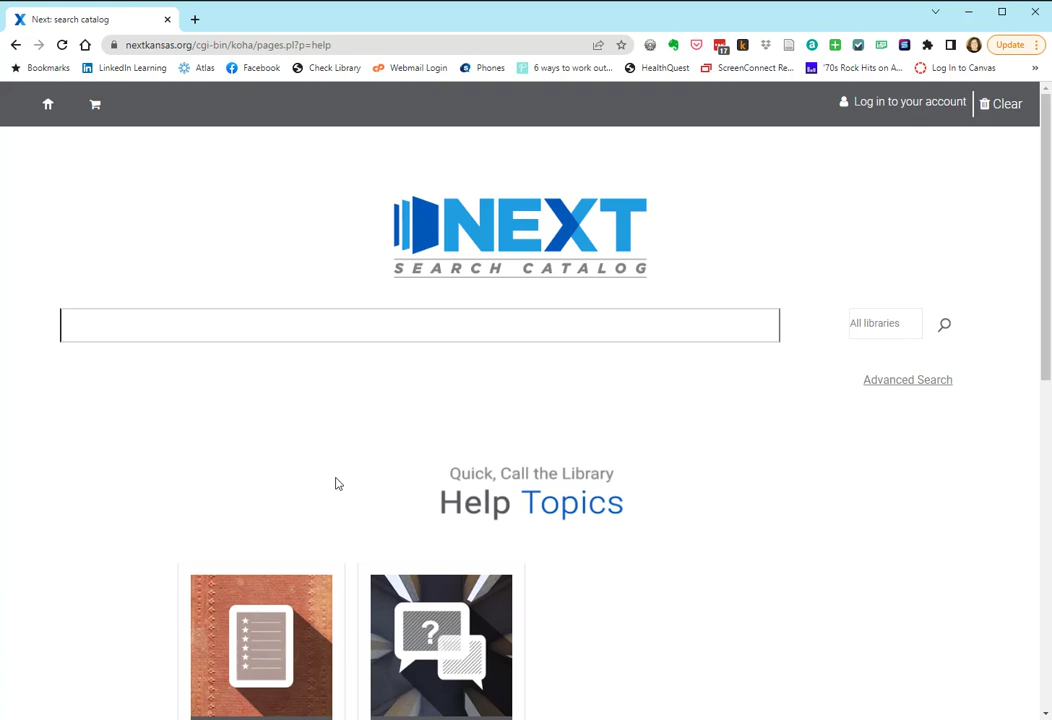 Next: search catalog
nextkansas.org/cgi-bin/koha/pages.pl?p=help
17
Update
Bookmarks
LinkedIn Learning
Atlas
Facebook
Check Library
Webmail Login
Phones
6 ways to work out...
HealthQuest
ScreenConnect Re...
'70s Rock Hits on A...
Log In to Canvas
»
Log in to your account
Clear
NEXT
SEARCH CATALOG
All libraries
Advanced Search
Quick, Call the Library
Help Topics
?